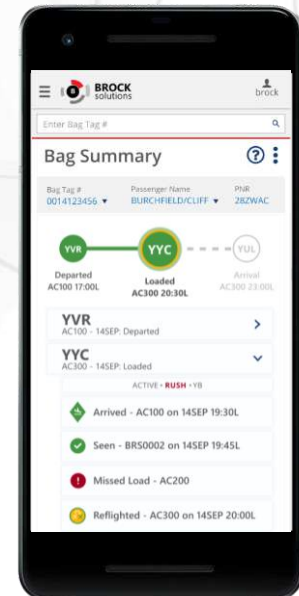 BROCK
solutions
brock
Enter Bag Tag #
Bag Summary
Bag Tag # Passenger Name PNR
0014123456 BURCHFIELD/CLIFF 28ZWAC
YVR YYC YUL
Departed Loaded Arrival
AC100 17:00L AC300 20:30L AC300 23:00L
YVR
AC100 - 14SEP: Departed
YYC
AC300 - 14SEP: Loaded
ACTIVE • RUSH • YB
Arrived - AC100 on 14SEP 19:30L
Seen - BRS0002 on 14SEP 19:45L
Missed Load - AC200
Reflighted - AC300 on 14SEP 20:00L